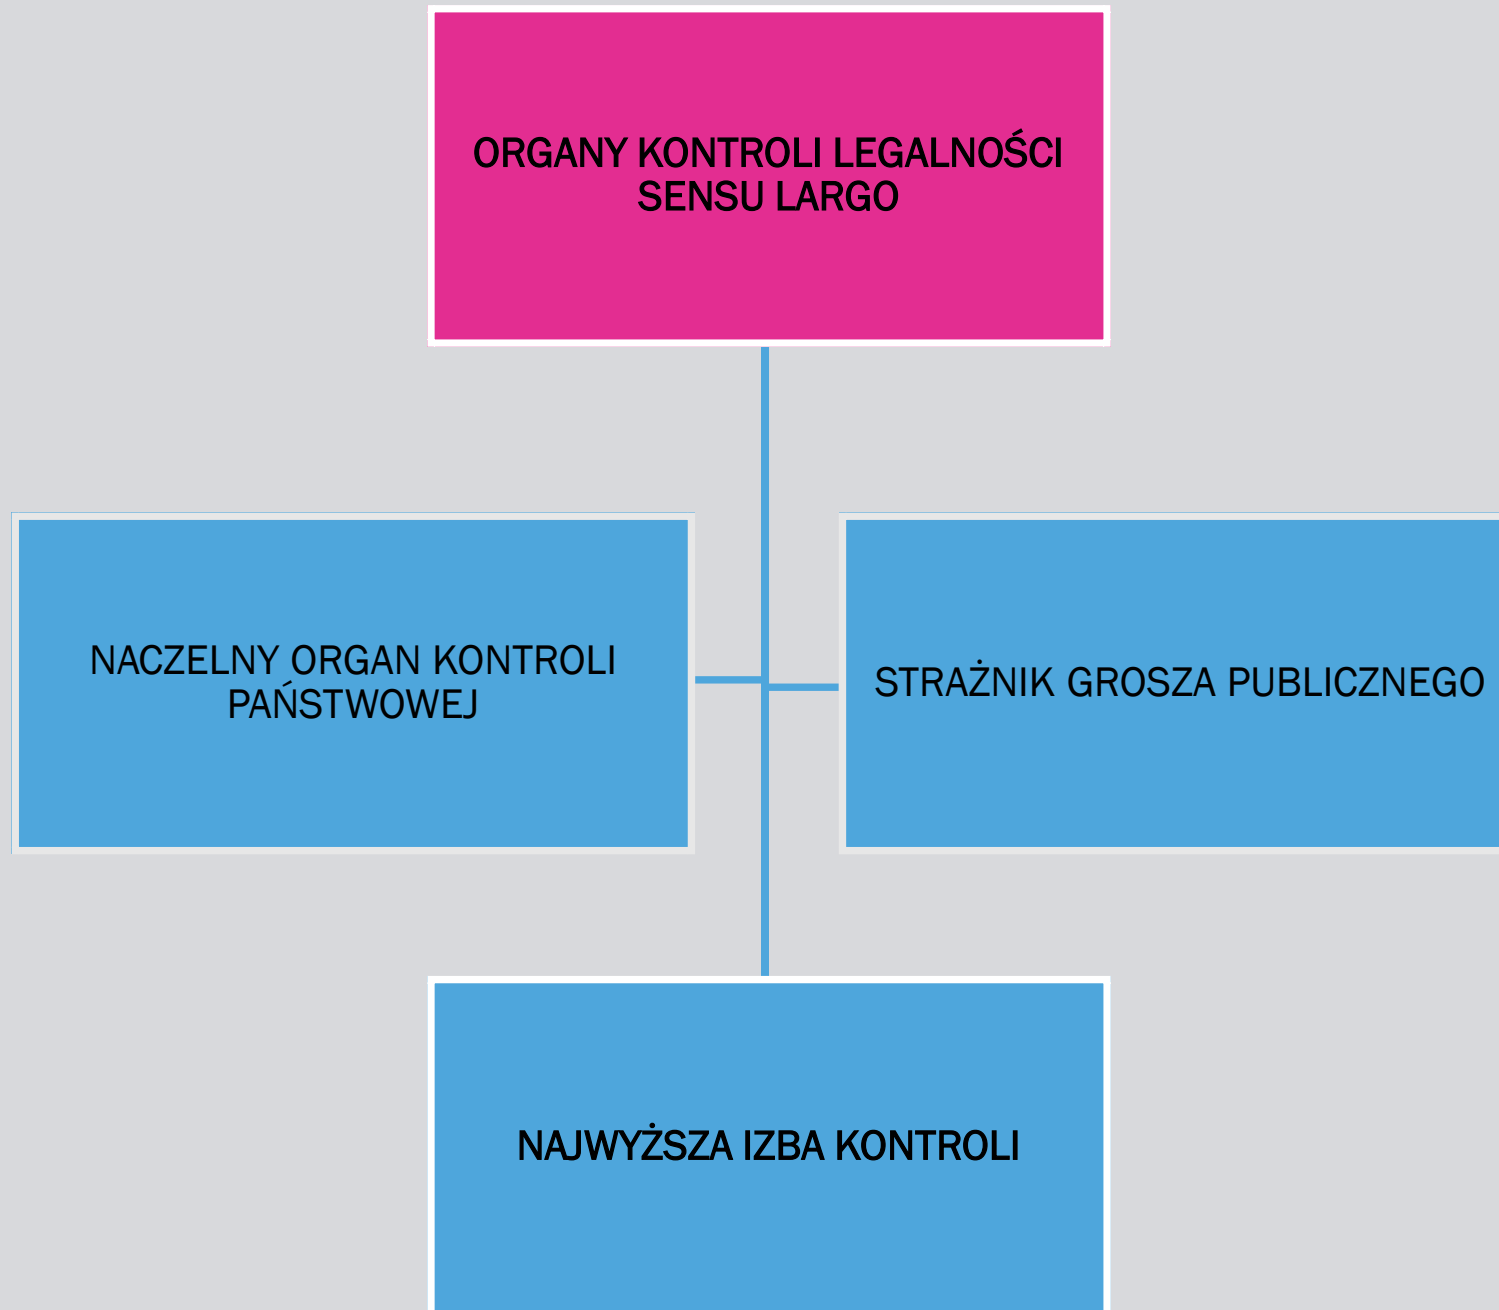 ORGANY KONTROLI LEGALNOŚCI
SENSU LARGO
NACZELNY ORGAN KONTROLI
PAŃSTWOWEJ
STRAŻNIK GROSZA PUBLICZNEGO
NAJWYŻSZA IZBA KONTROLI